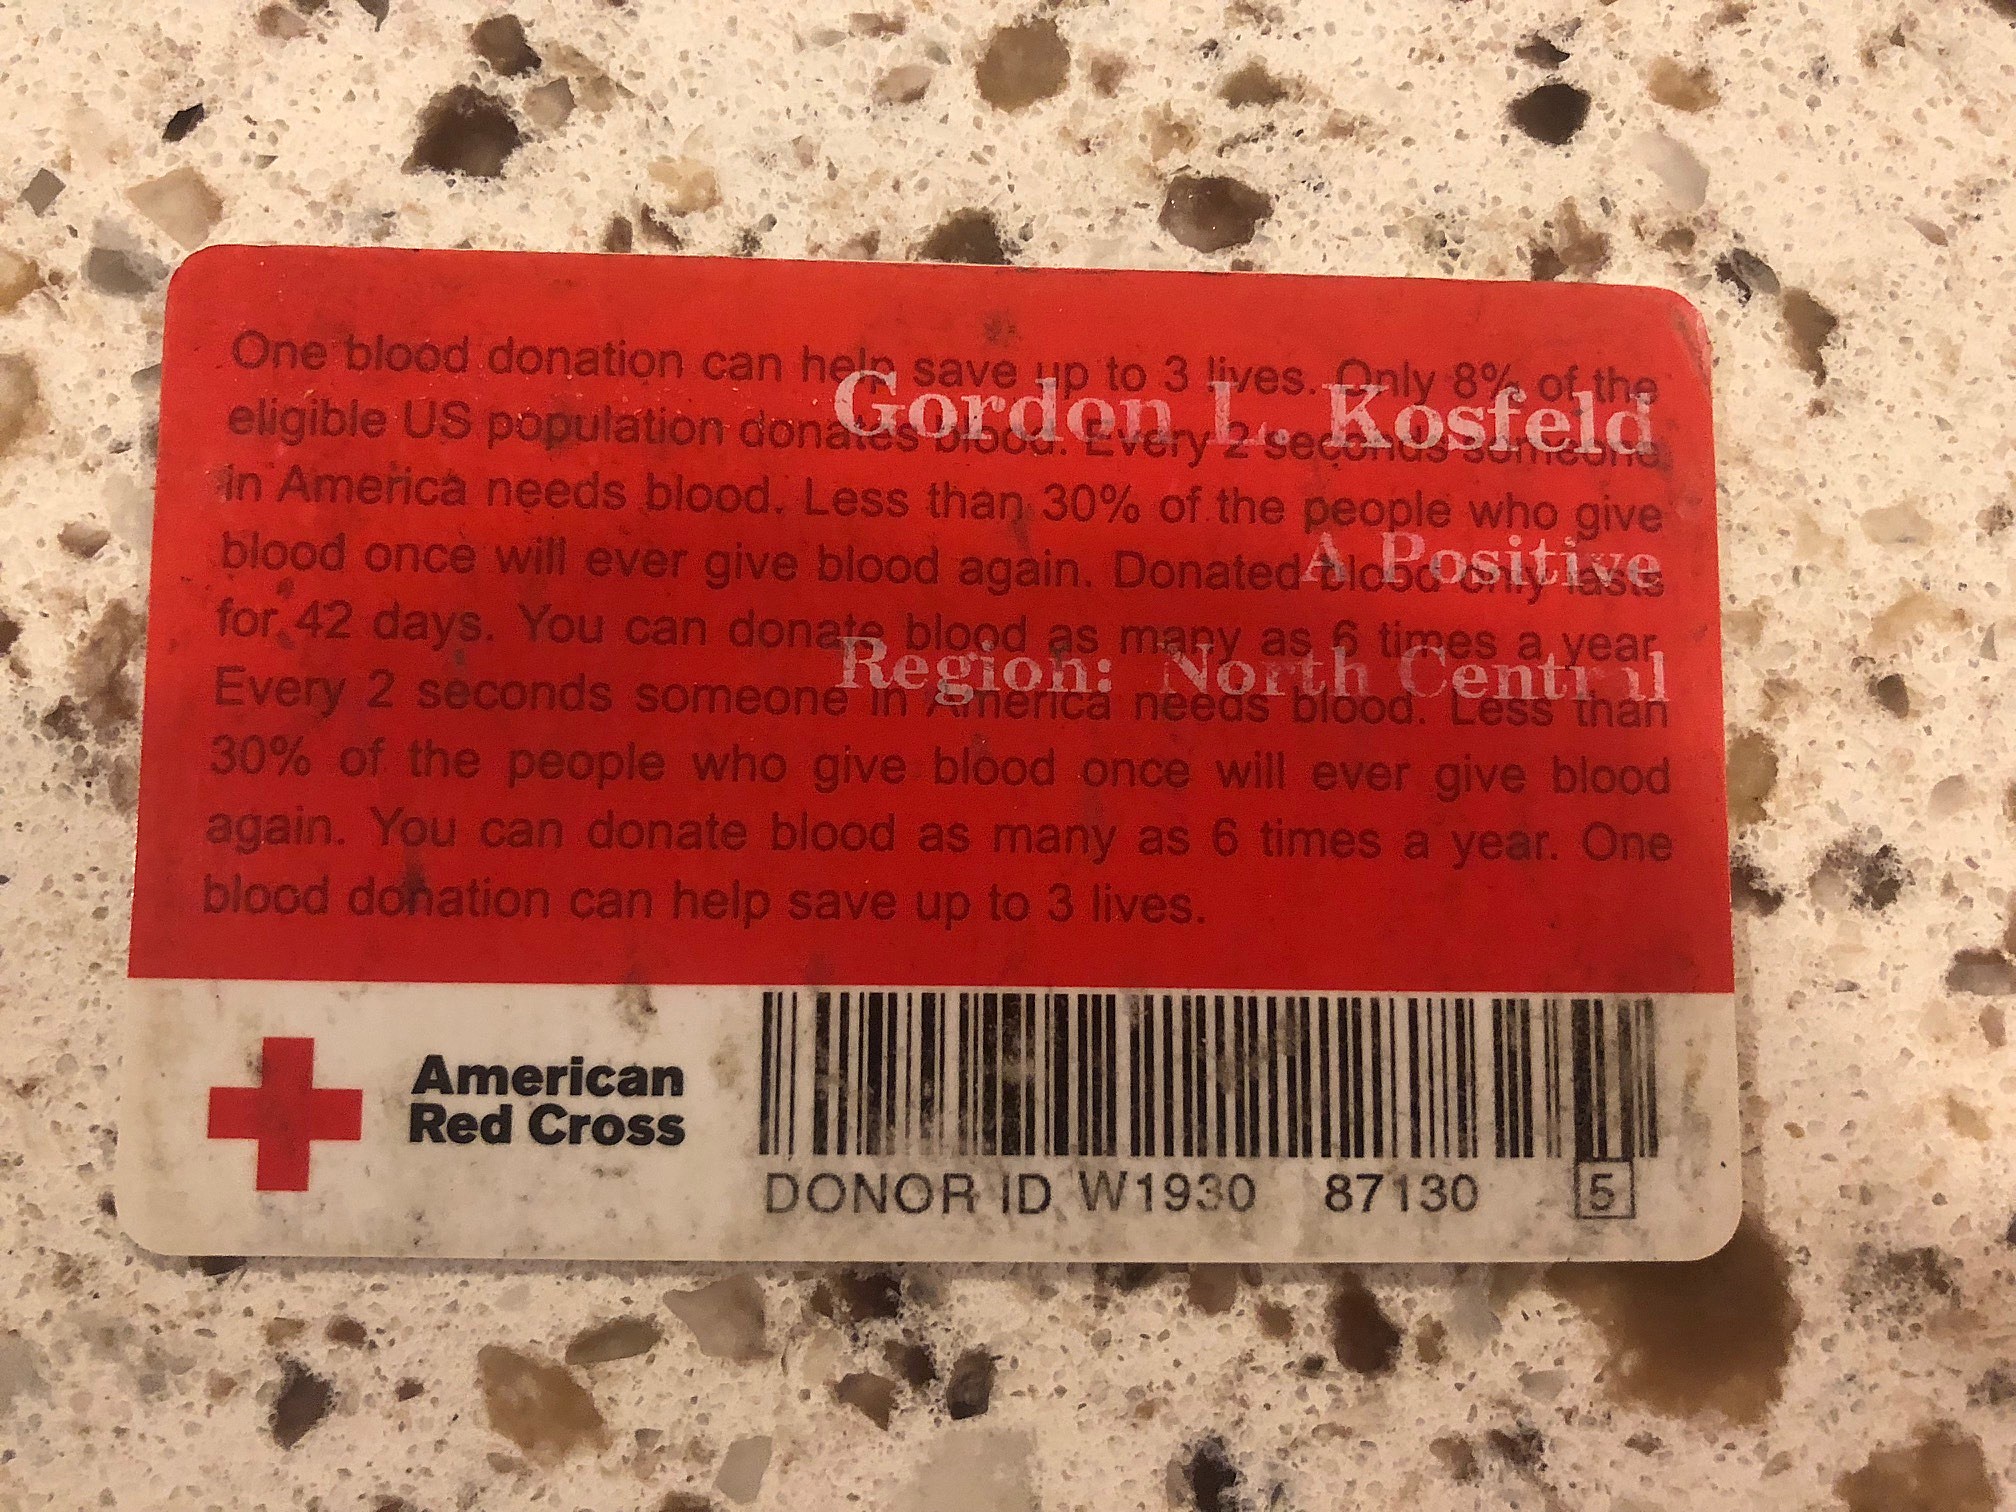 One blood donation can help save up to 3 lives. Only 8% of the
Gordon L. Kosfeld
eligible US population donates blood. Every 2 seconds someone
in America needs blood. Less than 30% of the people who give
A Positive
blood once will ever give blood again. Donated blood only lasts
for 42 days. You can donate blood as many as 6 times a year
Region: North Central
Every 2 seconds someone in America needs blood. Less than
30% of the people who give blood once will ever give blood
again. You can donate blood as many as 6 times a year. One
blood donation can help save up to 3 lives.
American
Red Cross
DONOR ID W1930 87130 5